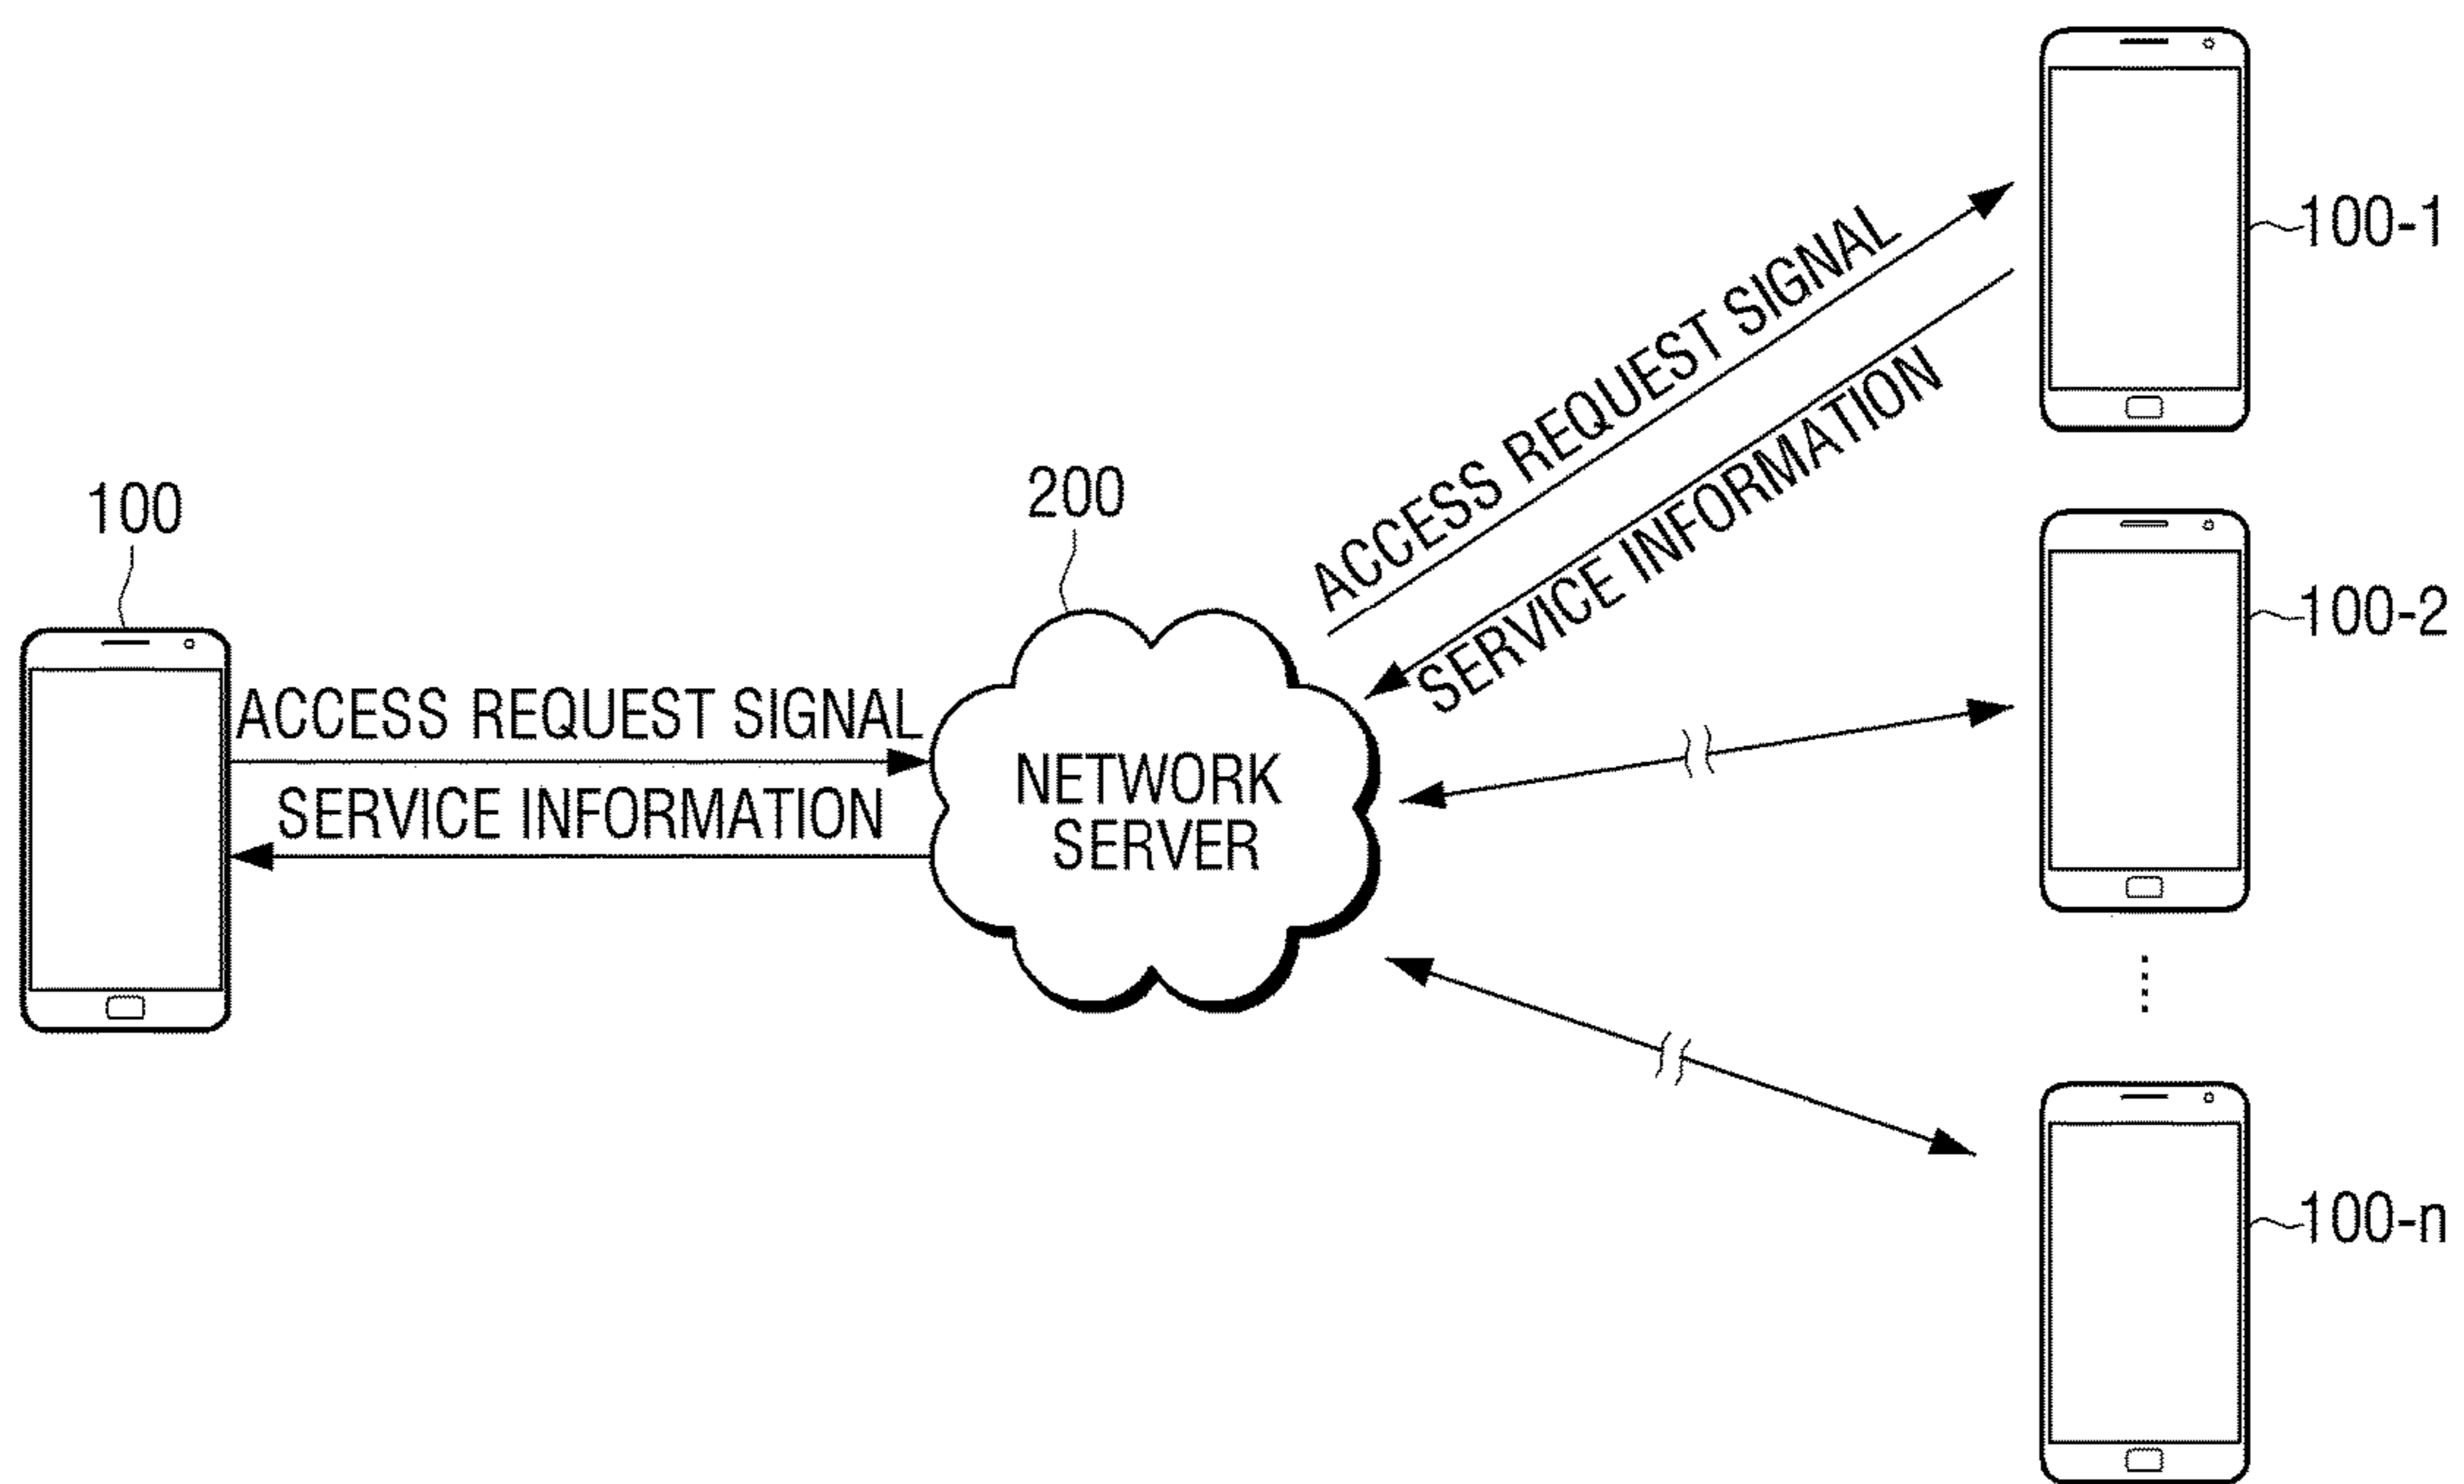 100
ACCESS REQUEST SIGNAL
SERVICE INFORMATION
200
NETWORK
SERVER
ACCESS REQUEST SIGNAL
SERVICE INFORMATION
100-1
100-2
100-n